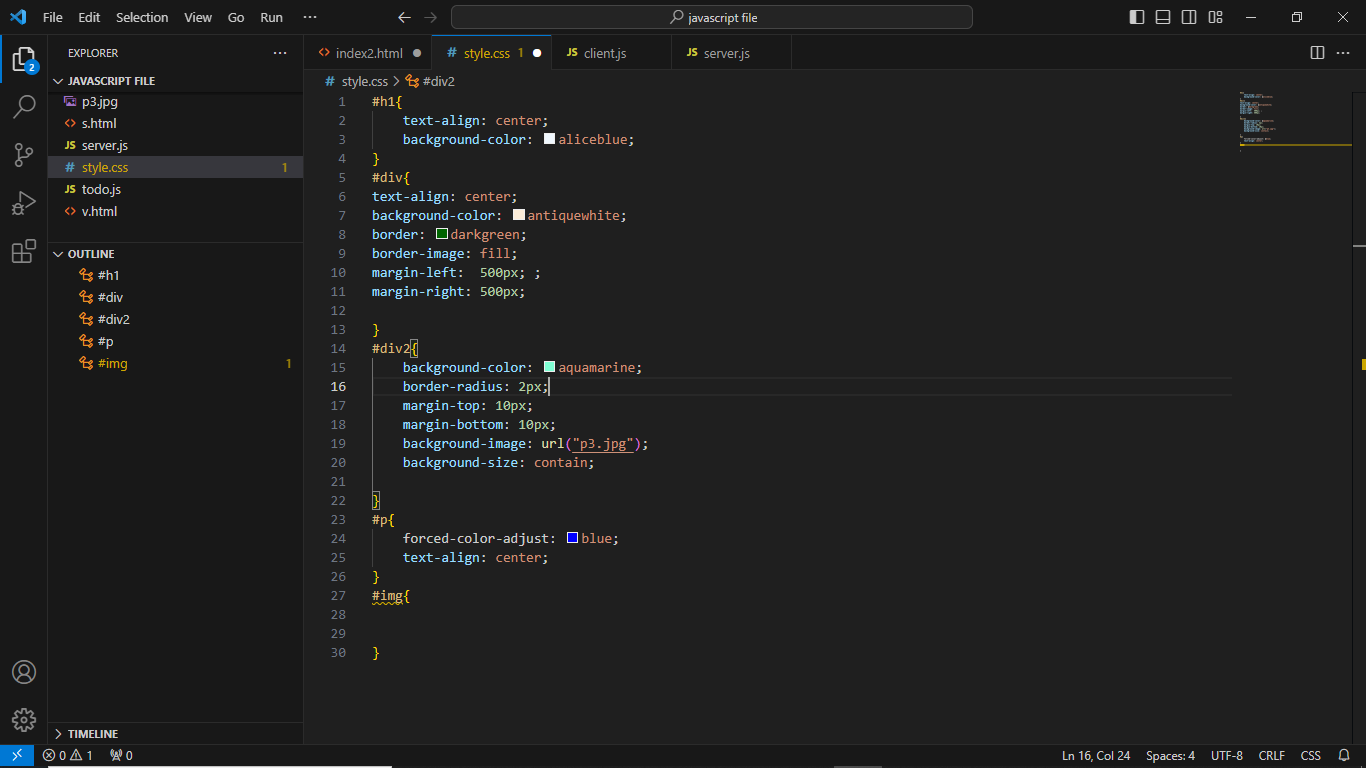 File Edit Selection View Go Run ···
javascript file
EXPLORER ···
JAVASCRIPT FILE
p3.jpg
s.html
server.js
style.css 1
todo.js
v.html
OUTLINE
#h1
#div
#div2
#p
#img 1
TIMELINE
2
index2.html
style.css 1
client.js
server.js
style.css > #div2
1 #h1{
2 text-align: center;
3 background-color: aliceblue;
4 }
5 #div{
6 text-align: center;
7 background-color: antiquewhite;
8 border: darkgreen;
9 border-image: fill;
10 margin-left:  500px; ;
11 margin-right: 500px;
12
13 }
14 #div2{
15 background-color: aquamarine;
16 border-radius: 2px;
17 margin-top: 10px;
18 margin-bottom: 10px;
19 background-image: url("p3.jpg");
20 background-size: contain;
21
22 }
23 #p{
24 forced-color-adjust: blue;
25 text-align: center;
26 }
27 #img{
28
29
30 }
0 1 0
Ln 16, Col 24 Spaces: 4 UTF-8 CRLF CSS